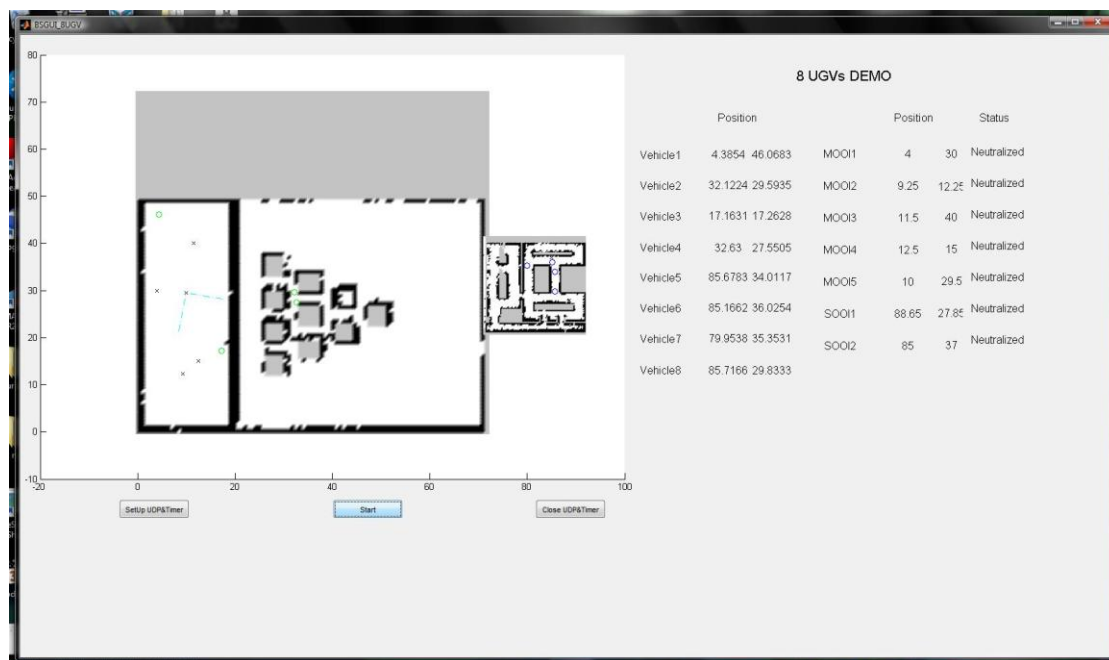 BSGUI_8UGV
8 UGVs DEMO
Position Position Status
Vehicle1 4.3854 46.0683 MOOI1 4 30 Neutralized
Vehicle2 32.1224 29.5935 MOOI2 9.25 12.25 Neutralized
Vehicle3 17.1631 17.2628 MOOI3 11.5 40 Neutralized
Vehicle4 32.63 27.5505 MOOI4 12.5 15 Neutralized
Vehicle5 85.6783 34.0117 MOOI5 10 29.5 Neutralized
Vehicle6 85.1662 36.0254 SOOI1 88.65 27.85 Neutralized
Vehicle7 79.9538 35.3531 SOOI2 85 37 Neutralized
Vehicle8 85.7166 29.8333
80
70
60
50
40
30
20
10
0
-10
-20 0 20 40 60 80 100
SetUp UDP&Timer Start Close UDP&Timer